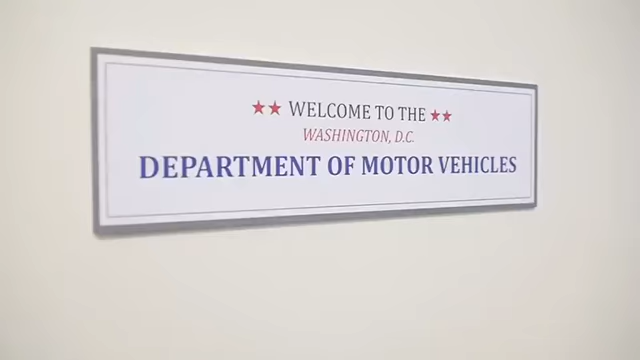 ★★ WELCOME TO THE ★★
WASHINGTON, D.C.
DEPARTMENT OF MOTOR VEHICLES